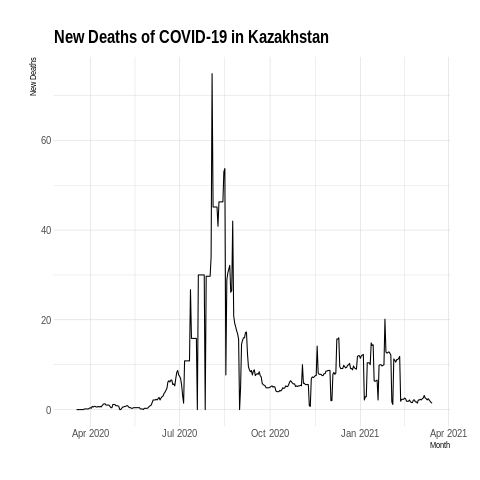 New Deaths of COVID-19 in Kazakhstan
New Deaths
60
40
20
0
Apr 2020
Jul 2020
Oct 2020
Jan 2021
Apr 2021
Month